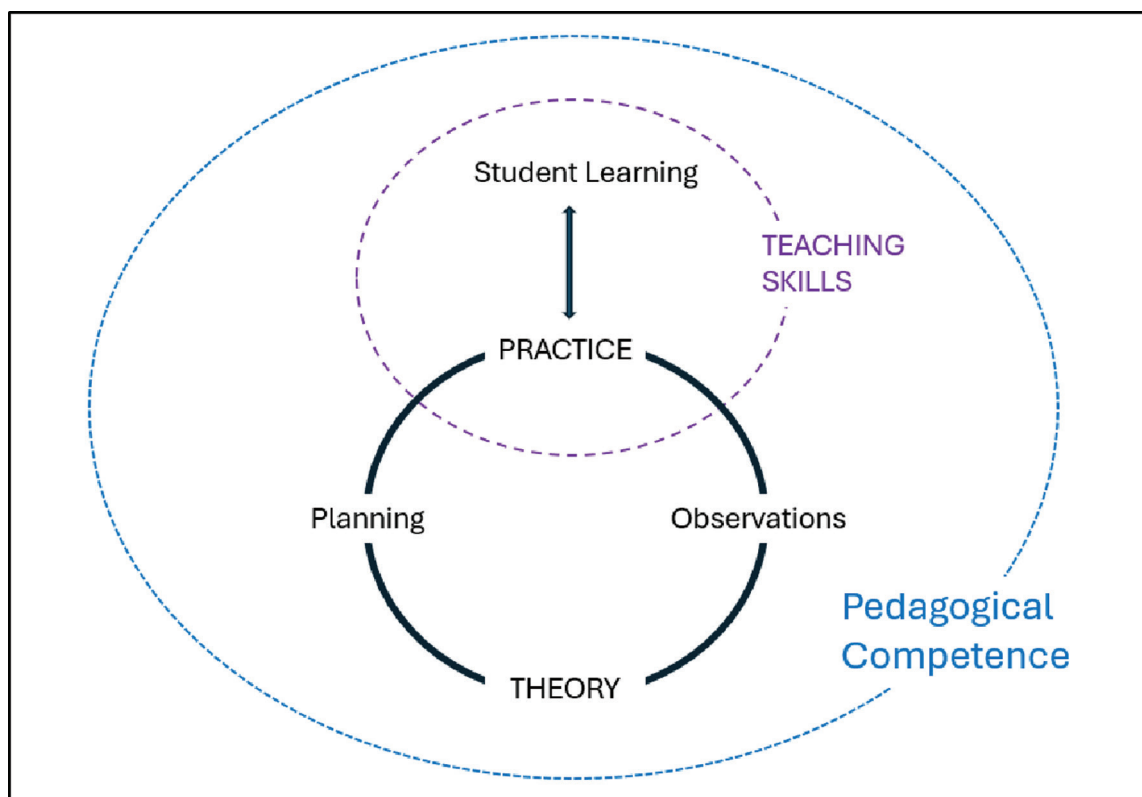 Student Learning
TEACHING
SKILLS
PRACTICE
Planning
Observations
Pedagogical
Competence
THEORY